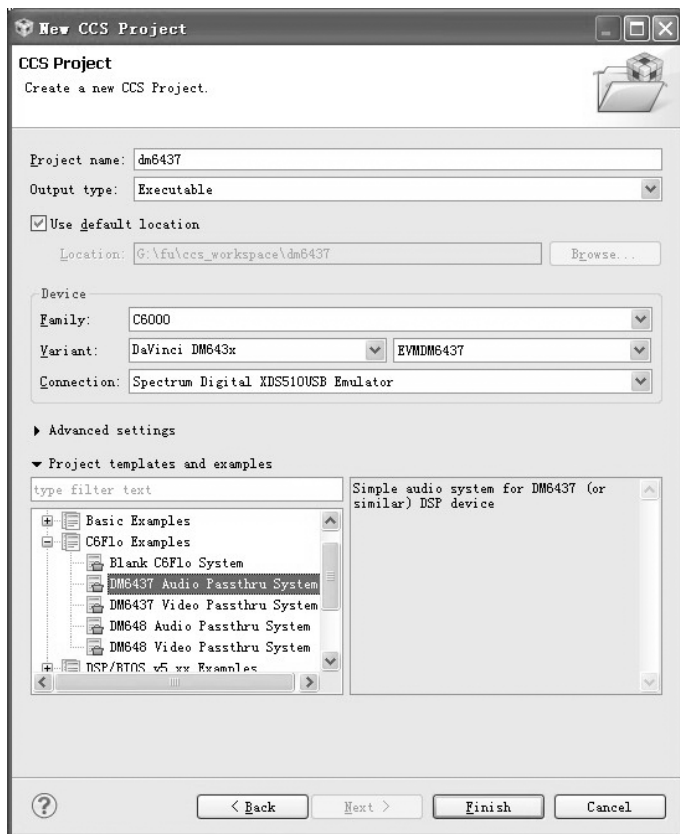 New CCS Project
CCS Project
Create a new CCS Project.
Project name: dm6437
Output type: Executable
Use default location
Location: G:\fu\ccs_workspace\dm6437 Browse...
Device
Family: C6000
Variant: DaVinci DM643x EVMDM6437
Connection: Spectrum Digital XDS510USB Emulator
Advanced settings
Project templates and examples
type filter text
Basic Examples
C6Flo Examples
Blank C6Flo System
DM6437 Audio Passthru System
DM6437 Video Passthru System
DM648 Audio Passthru System
DM648 Video Passthru System
DSP/BIOS v5.xx Examples
Simple audio system for DM6437 (or
similar) DSP device
< Back Next > Finish Cancel